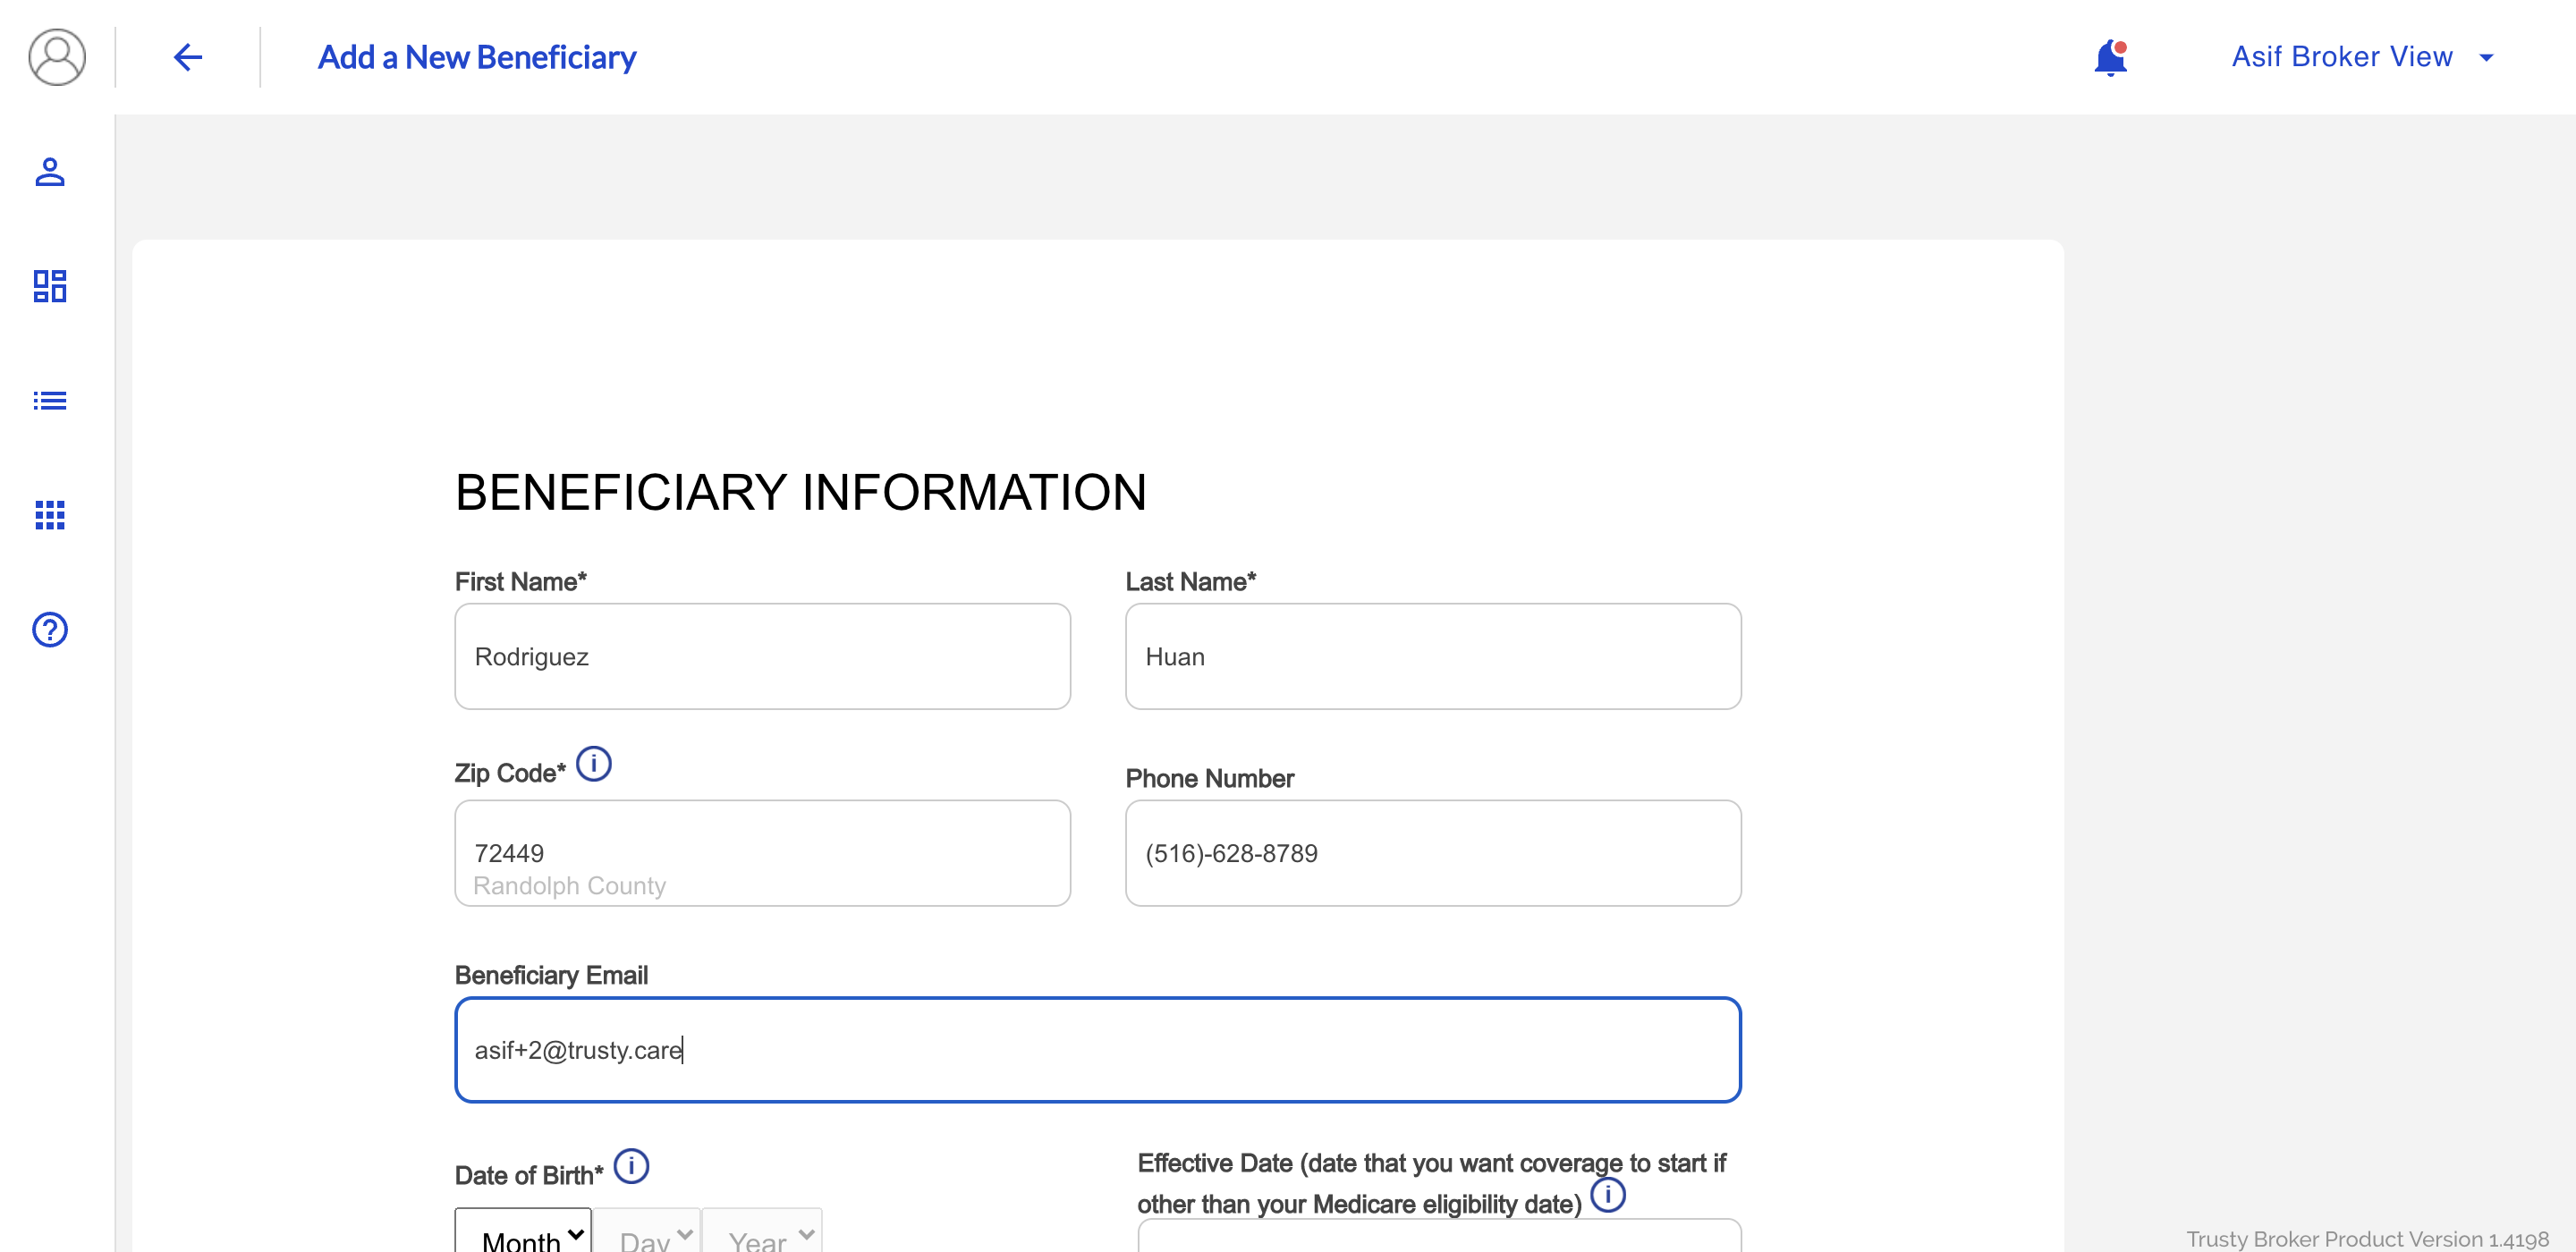 Add a New Beneficiary
Asif Broker View
BENEFICIARY INFORMATION
First Name*
Last Name*
Rodriguez
Huan
Zip Code*
Phone Number
72449
Randolph County
(516)-628-8789
Beneficiary Email
asif+2@trusty.care
Date of Birth*
Effective Date (date that you want coverage to start if
other than your Medicare eligibility date)
Month
Day
Year
Trusty Broker Product Version 1.4198